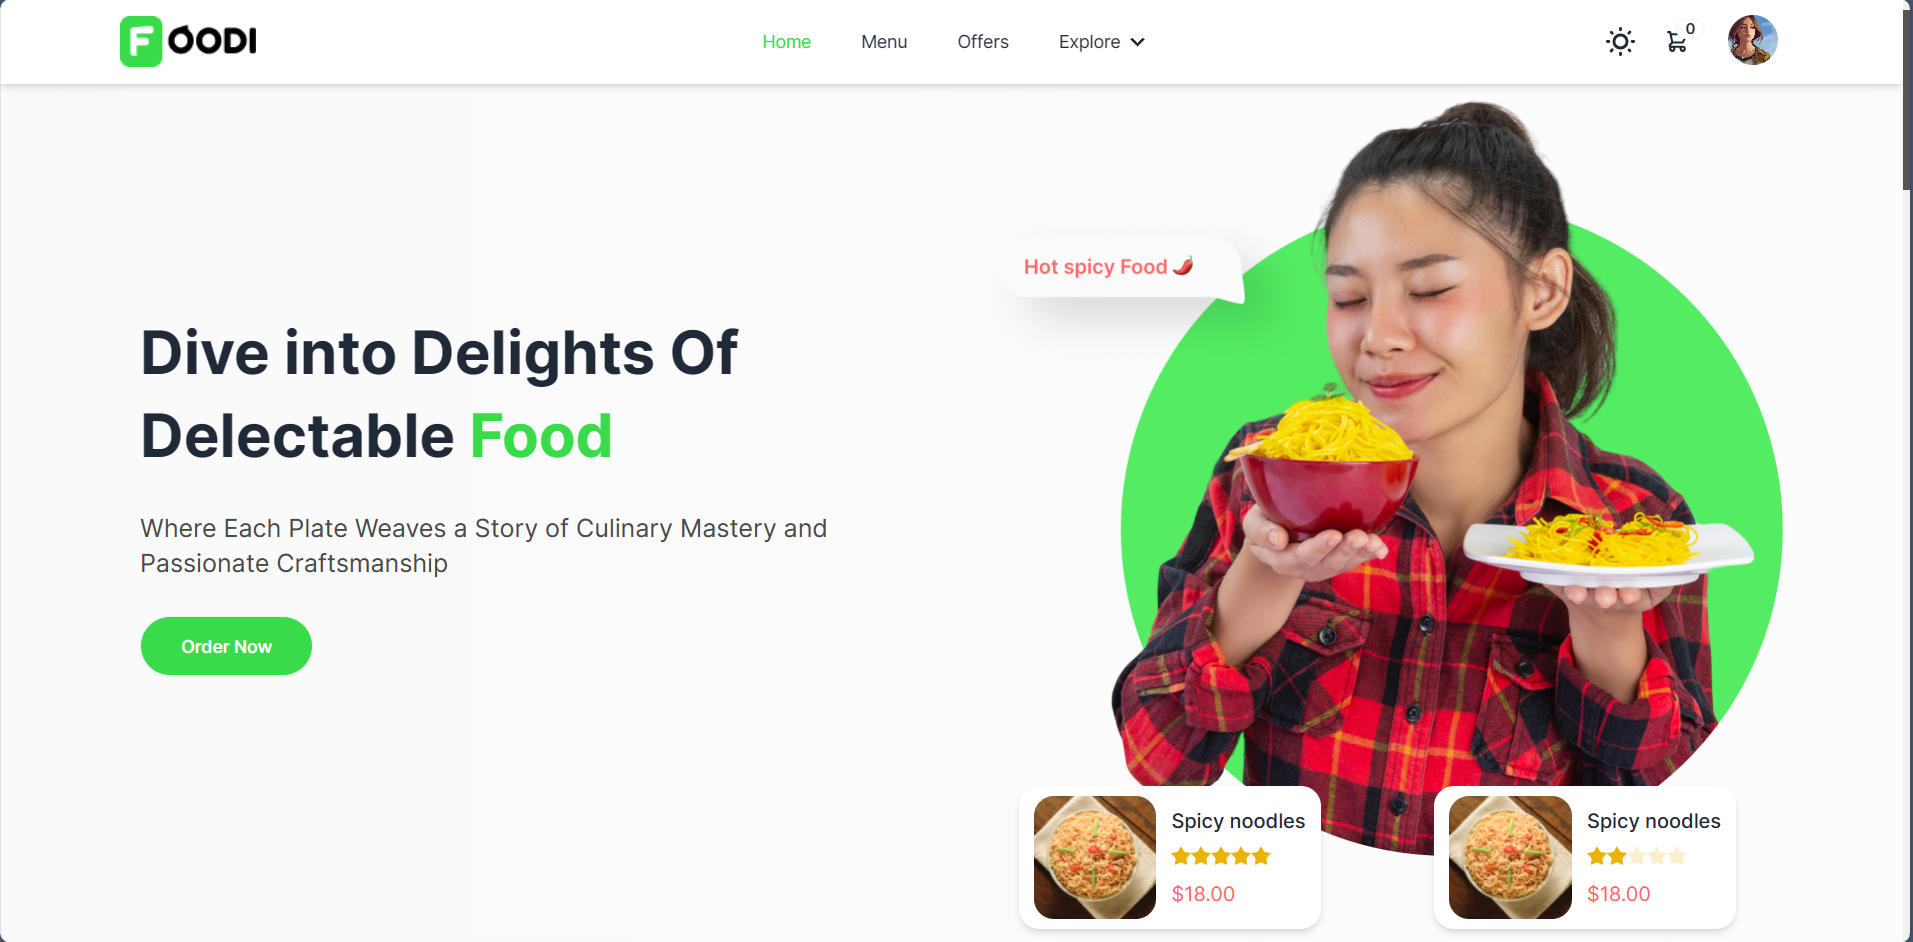 FOODI
Home
Menu
Offers
Explore
0
Hot spicy Food
Dive into Delights Of
Delectable Food
Where Each Plate Weaves a Story of Culinary Mastery and
Passionate Craftsmanship
Order Now
Spicy noodles
$18.00
Spicy noodles
$18.00